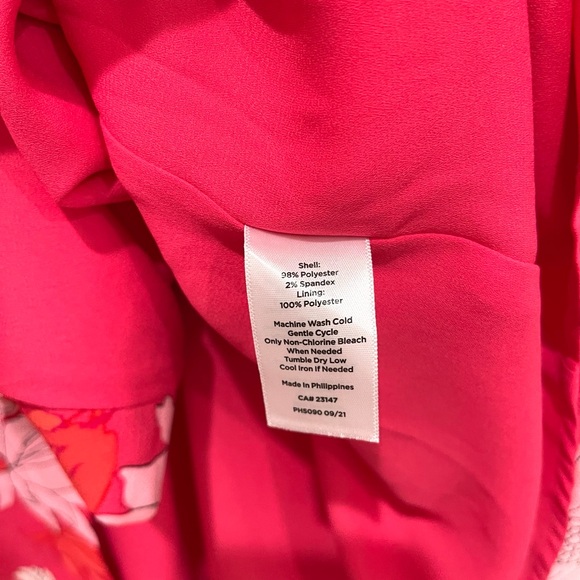 Shell:
98% Polyester
2% Spandex
Lining:
100% Polyester
Machine Wash Cold
Gentle Cycle
Only Non-Chlorine Bleach
When Needed
Tumble Dry Low
Cool Iron If Needed
Made In Philippines
CA# 23147
PH5090 09/21